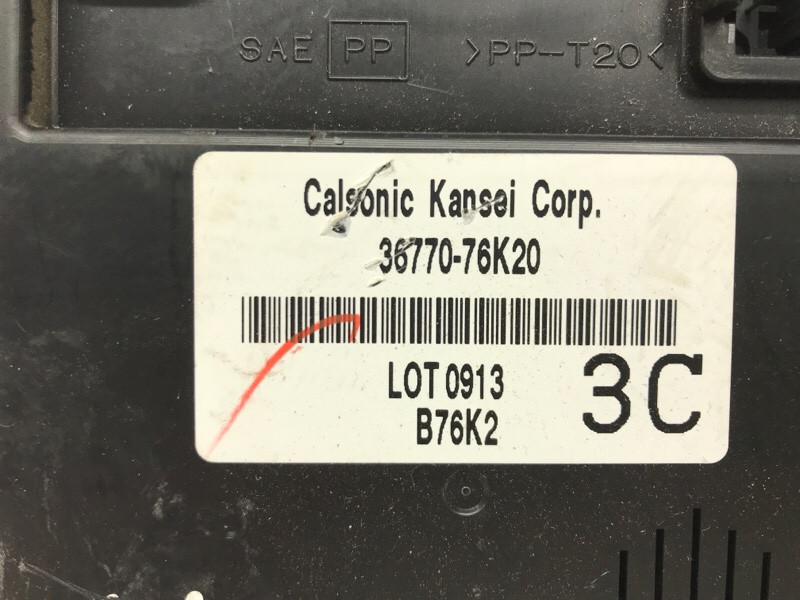 SAE PP >PP-T20<
Calsonic Kansei Corp.
36770-76K20
LOT 0913
B76K2
3C